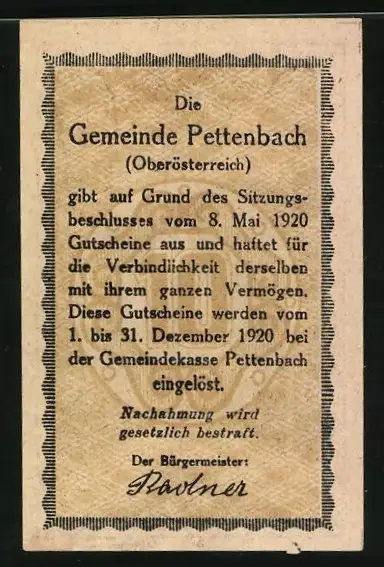 Die
Gemeinde Pettenbach
(Oberösterreich)
gibt auf Grund des Sitzungs-
beschlusses vom 8. Mai 1920
Gutscheine aus und haftet für
die Verbindlichkeit derselben
mit ihrem ganzen Vermögen.
Diese Gutscheine werden vom
1. bis 31. Dezember 1920 bei
der Gemeindekasse Pettenbach
eingelöst.
Nachahmung wird
gesetzlich bestraft.
Der Bürgermeister: